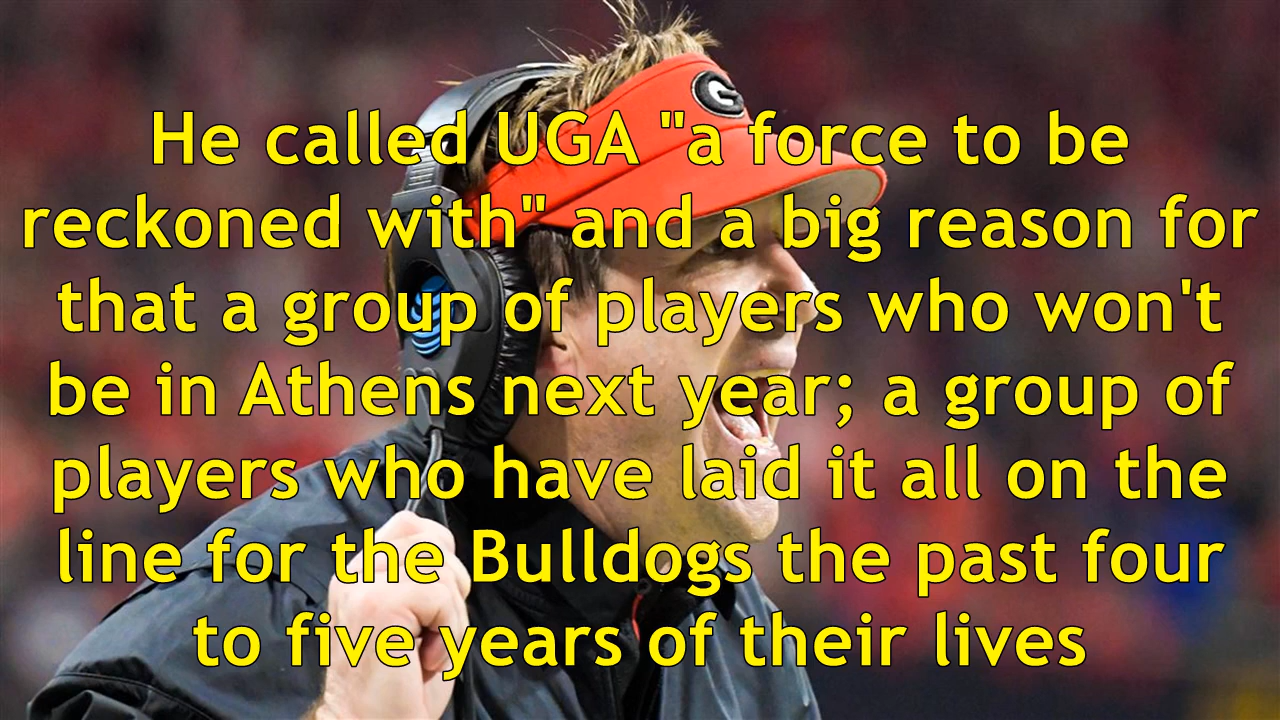 He called UGA "a force to be
reckoned with" and a big reason for
that a group of players who won't
be in Athens next year; a group of
players who have laid it all on the
line for the Bulldogs the past four
to five years of their lives
G